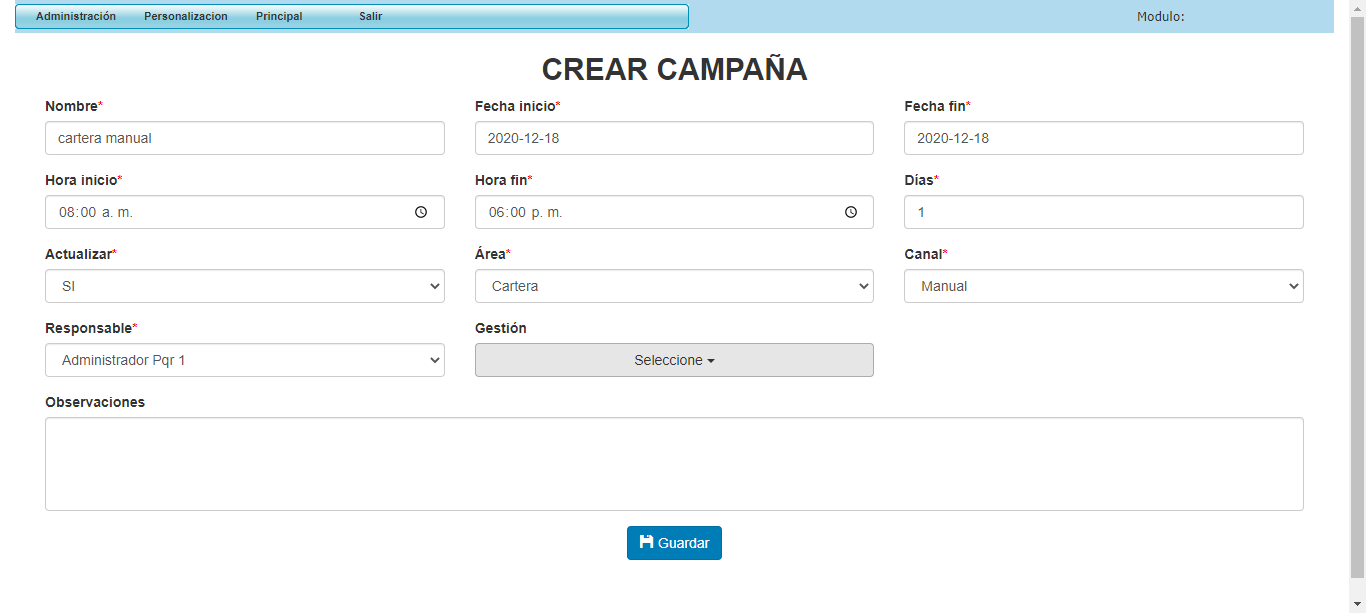 Administración Personalizacion Principal Salir Modulo:
CREAR CAMPAÑA
Nombre* Fecha inicio* Fecha fin*
cartera manual 2020-12-18 2020-12-18
Hora inicio* Hora fin* Días*
08:00 a. m. 06:00 p. m. 1
Actualizar* Área* Canal*
SI Cartera Manual
Responsable* Gestión
Administrador Pqr 1 Seleccione
Observaciones
Guardar